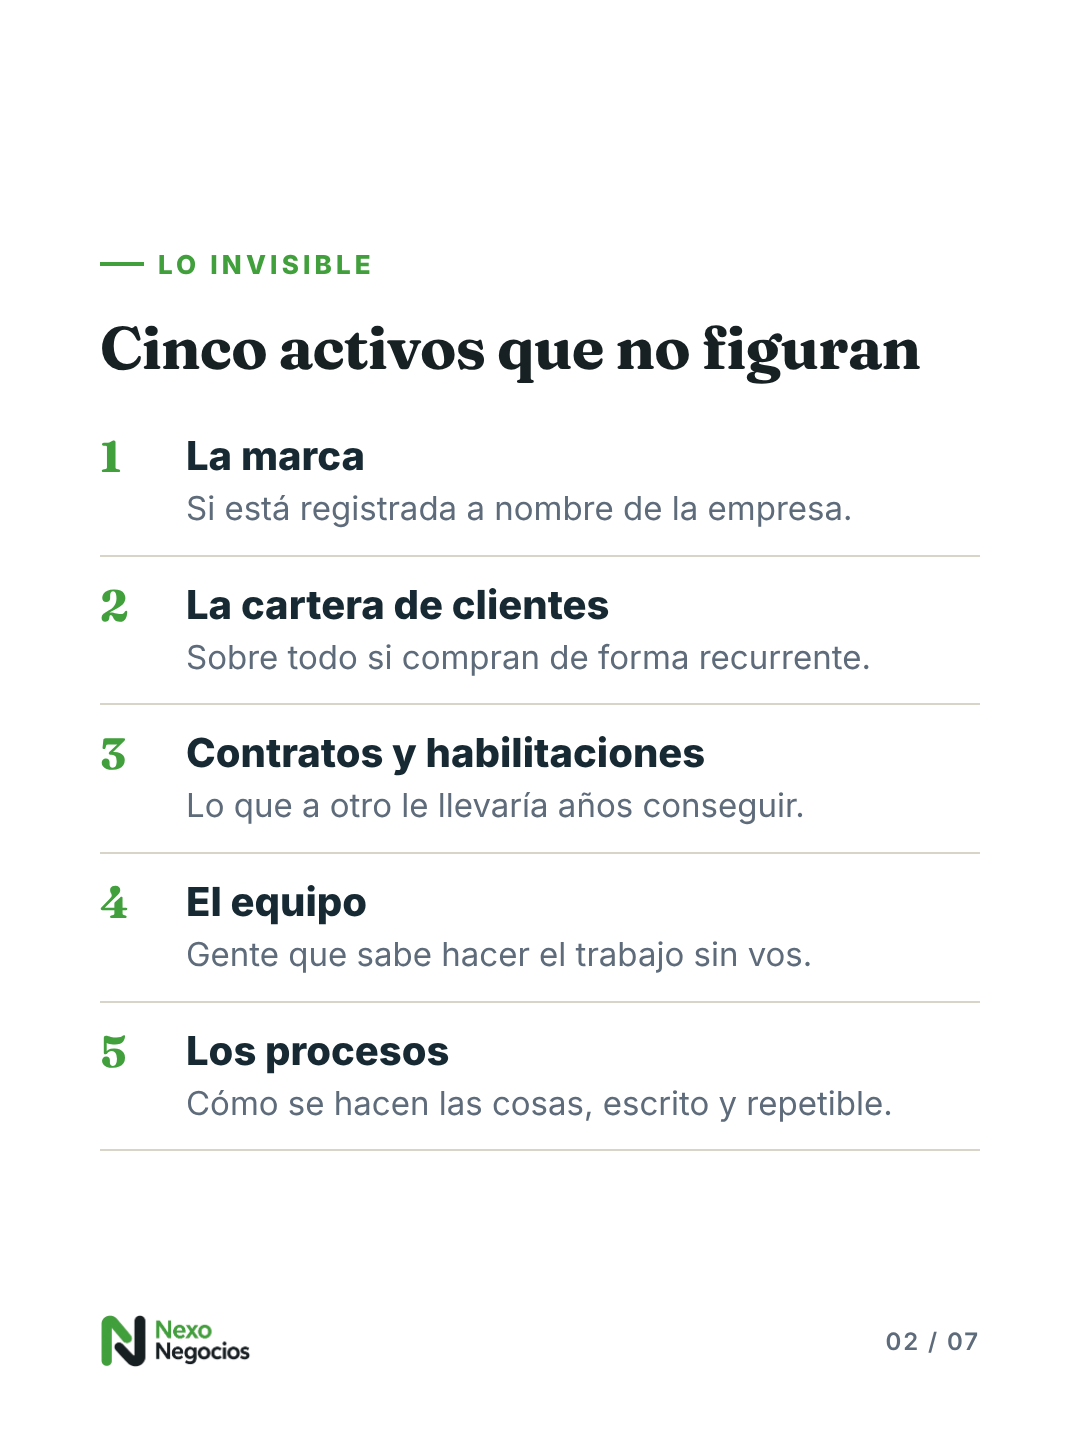 LO INVISIBLE
Cinco activos que no figuran
1 La marca
Si está registrada a nombre de la empresa.
2 La cartera de clientes
Sobre todo si compran de forma recurrente.
3 Contratos y habilitaciones
Lo que a otro le llevaría años conseguir.
4 El equipo
Gente que sabe hacer el trabajo sin vos.
5 Los procesos
Cómo se hacen las cosas, escrito y repetible.
Nexo
Negocios
02 / 07